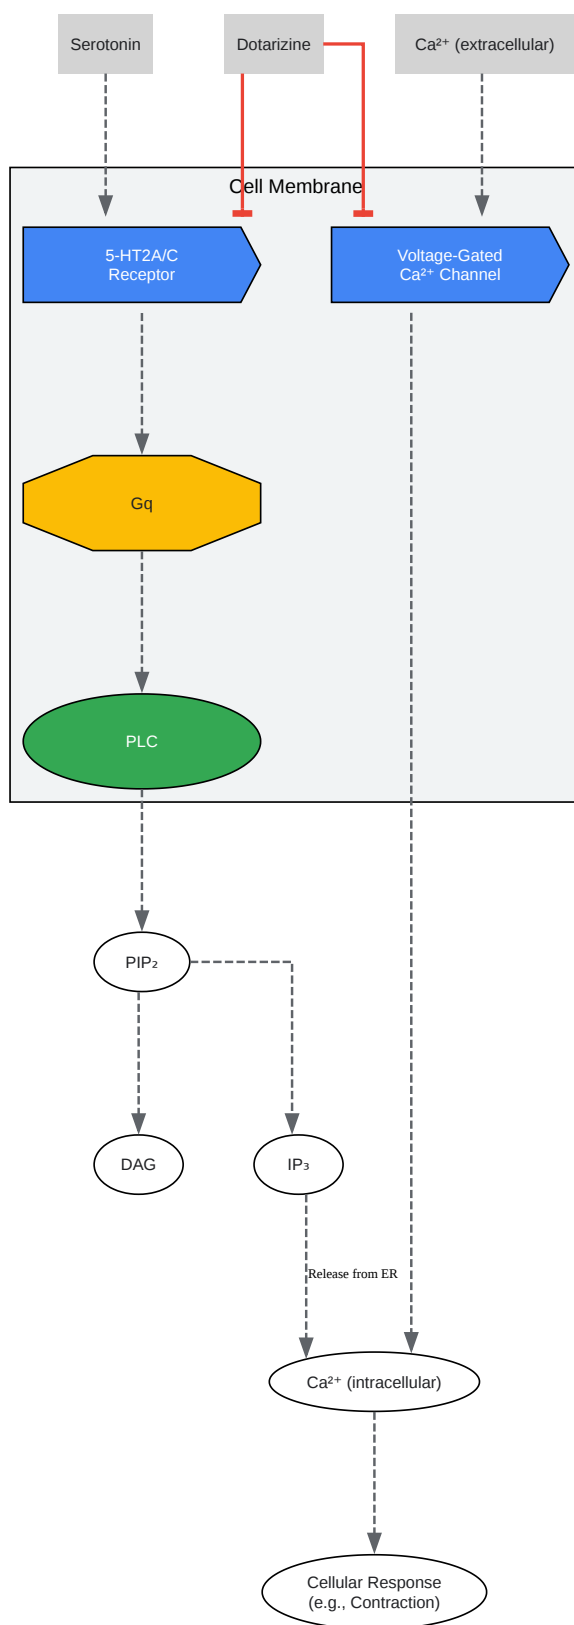 Serotonin
Dotarizine
Ca²⁺ (extracellular)
Cell Membrane
5-HT2A/C
Receptor
Voltage-Gated
Ca²⁺ Channel
Gq
PLC
PIP₂
DAG
IP₃
Release from ER
Ca²⁺ (intracellular)
Cellular Response
(e.g., Contraction)